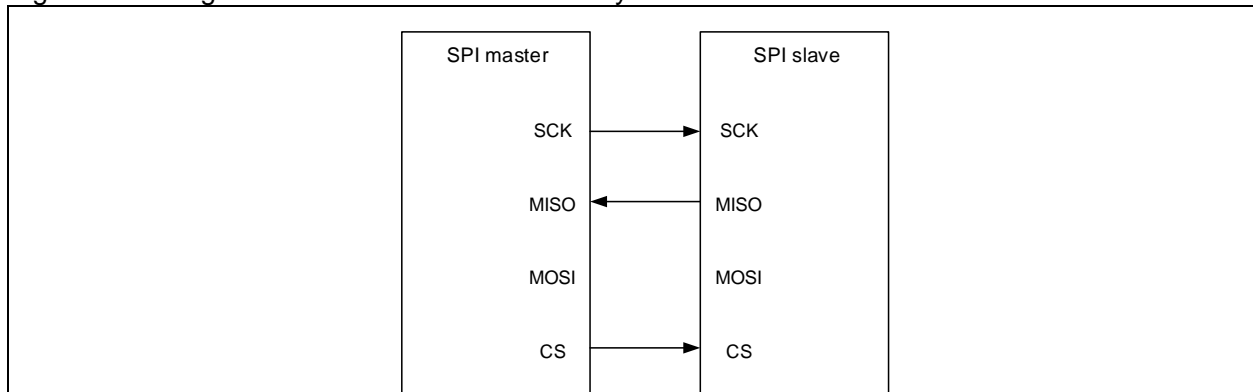 SPI master SPI slave
SCK SCK
MISO MISO
MOSI MOSI
CS CS